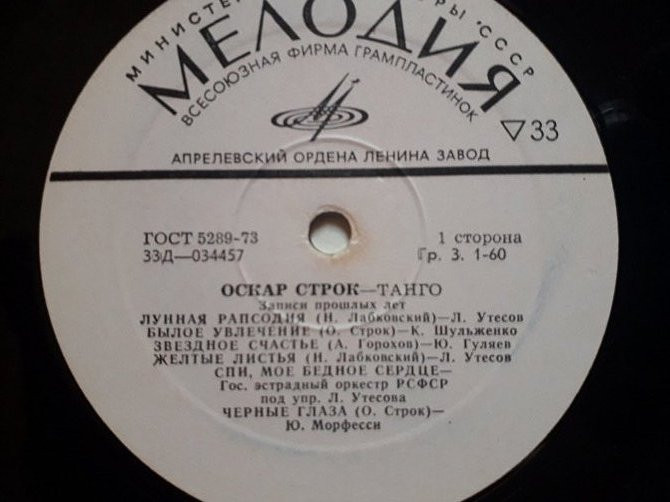 СССР
МЕЛОДИЯ
ВСЕСОЮЗНАЯ ФИРМА ГРАМПЛАСТИНОК
▽33
АПРЕЛЕВСКИЙ ОРДЕНА ЛЕНИНА ЗАВОД
ГОСТ 5289-73
1 сторона
33Д—034457
Гр. 3. 1-60
ОСКАР СТРОК—ТАНГО
Записи прошлых лет
ЛУННАЯ РАПСОДИЯ (Н. Лабковский)—Л. Утесов
БЫЛОЕ УВЛЕЧЕНИЕ (О. Строк)—К. Шульженко
ЗВЕЗДНОЕ СЧАСТЬЕ (А. Горохов)—Ю. Гуляев
ЖЕЛТЫЕ ЛИСТЬЯ (Н. Лабковский)—Л. Утесов
СПИ, МОЕ БЕДНОЕ СЕРДЦЕ—
Гос. эстрадный оркестр РСФСР
под упр. Л. Утесова
ЧЕРНЫЕ ГЛАЗА (О. Строк)—
Ю. Морфесси